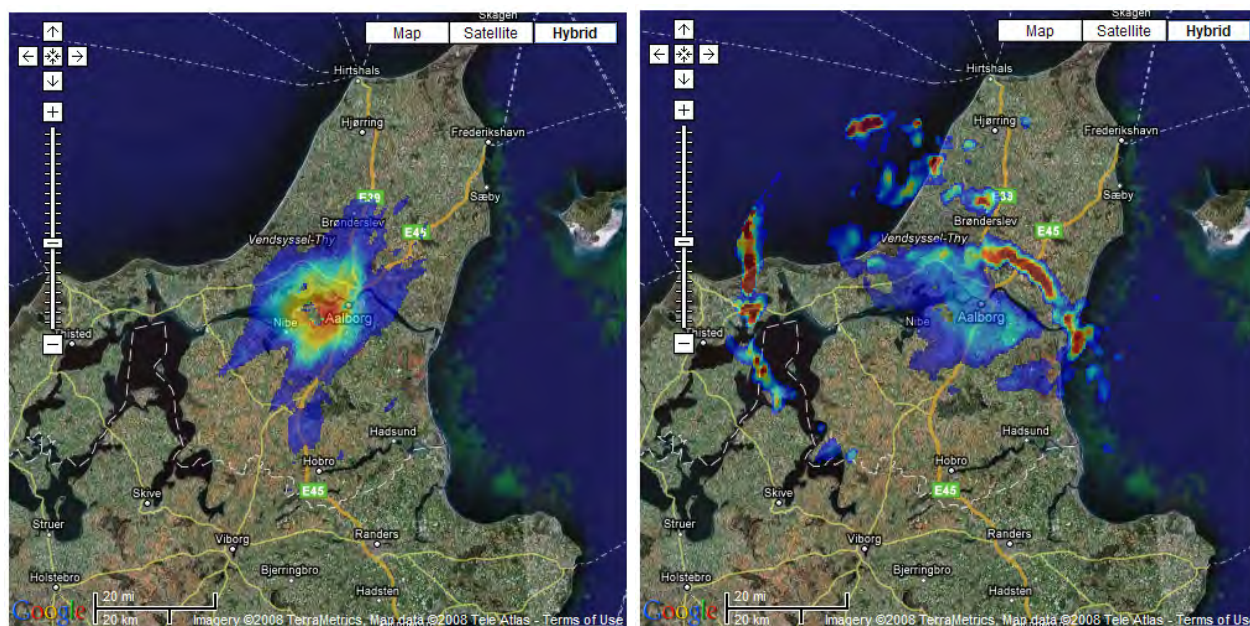 Skagen
Map Satellite Hybrid
Hirtshals
Hjørring
Frederikshavn
Sæby
E39
Brønderslev
E45
Vendsyssel-Thy
Thisted
Nibe
Aalborg
Hadsund
Hobro
E45
Skive
Struer
Viborg
Randers
Bjerringbro
Holstebro
Hadsten
20 mi
Google
20 km
Imagery ©2008 TerraMetrics, Map data ©2008 Tele Atlas - Terms of Use
Skagen
Map Satellite Hybrid
Hirtshals
Hjørring
Frederikshavn
Sæby
E39
Brønderslev
E45
Vendsyssel-Thy
Thisted
Nibe
Aalborg
Hadsund
Hobro
E45
Skive
Struer
Viborg
Randers
Bjerringbro
Holstebro
Hadsten
20 mi
Google
20 km
Imagery ©2008 TerraMetrics, Map data ©2008 Tele Atlas - Terms of Use